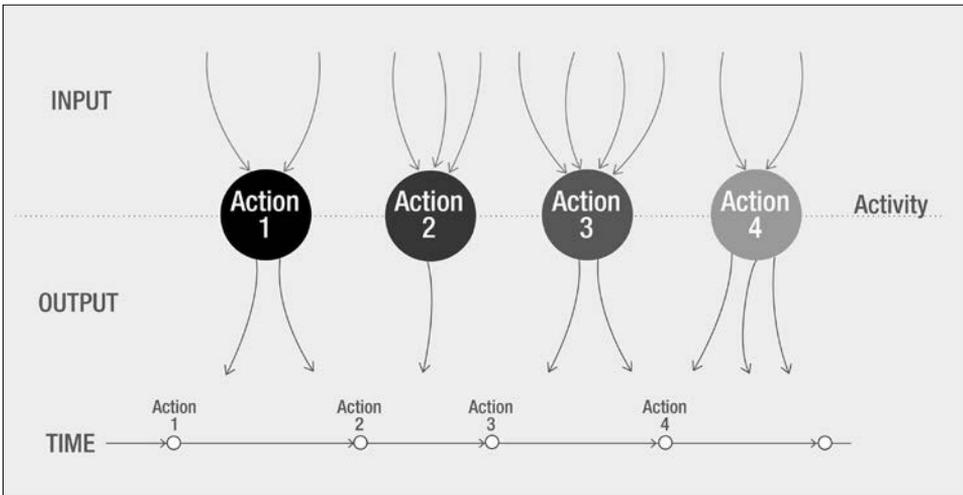 INPUT
Action
1
Action
2
Action
3
Action
4
Activity
OUTPUT
Action
1
Action
2
Action
3
Action
4
TIME